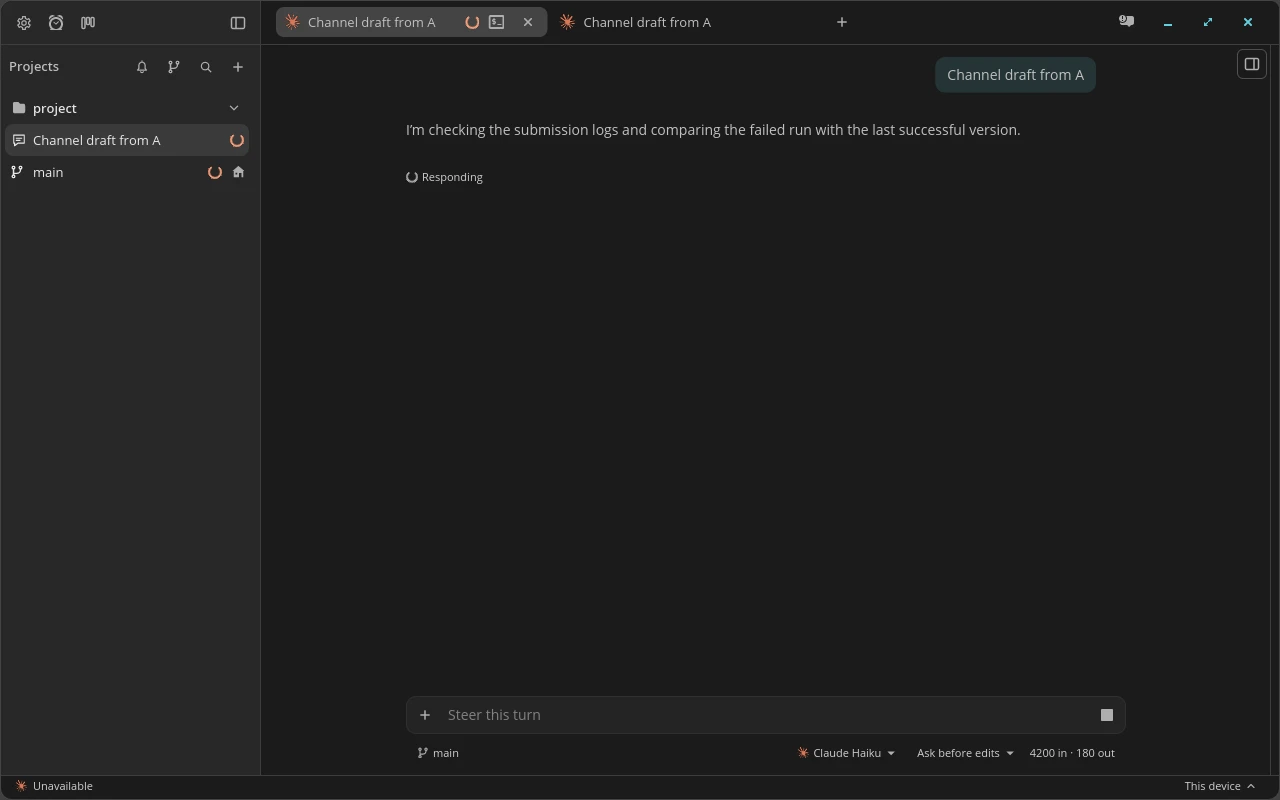 Channel draft from A
Channel draft from A
Projects
project
Channel draft from A
main
Channel draft from A
I'm checking the submission logs and comparing the failed run with the last successful version.
Responding
Steer this turn
main
Claude Haiku
Ask before edits
4200 in · 180 out
Unavailable
This device